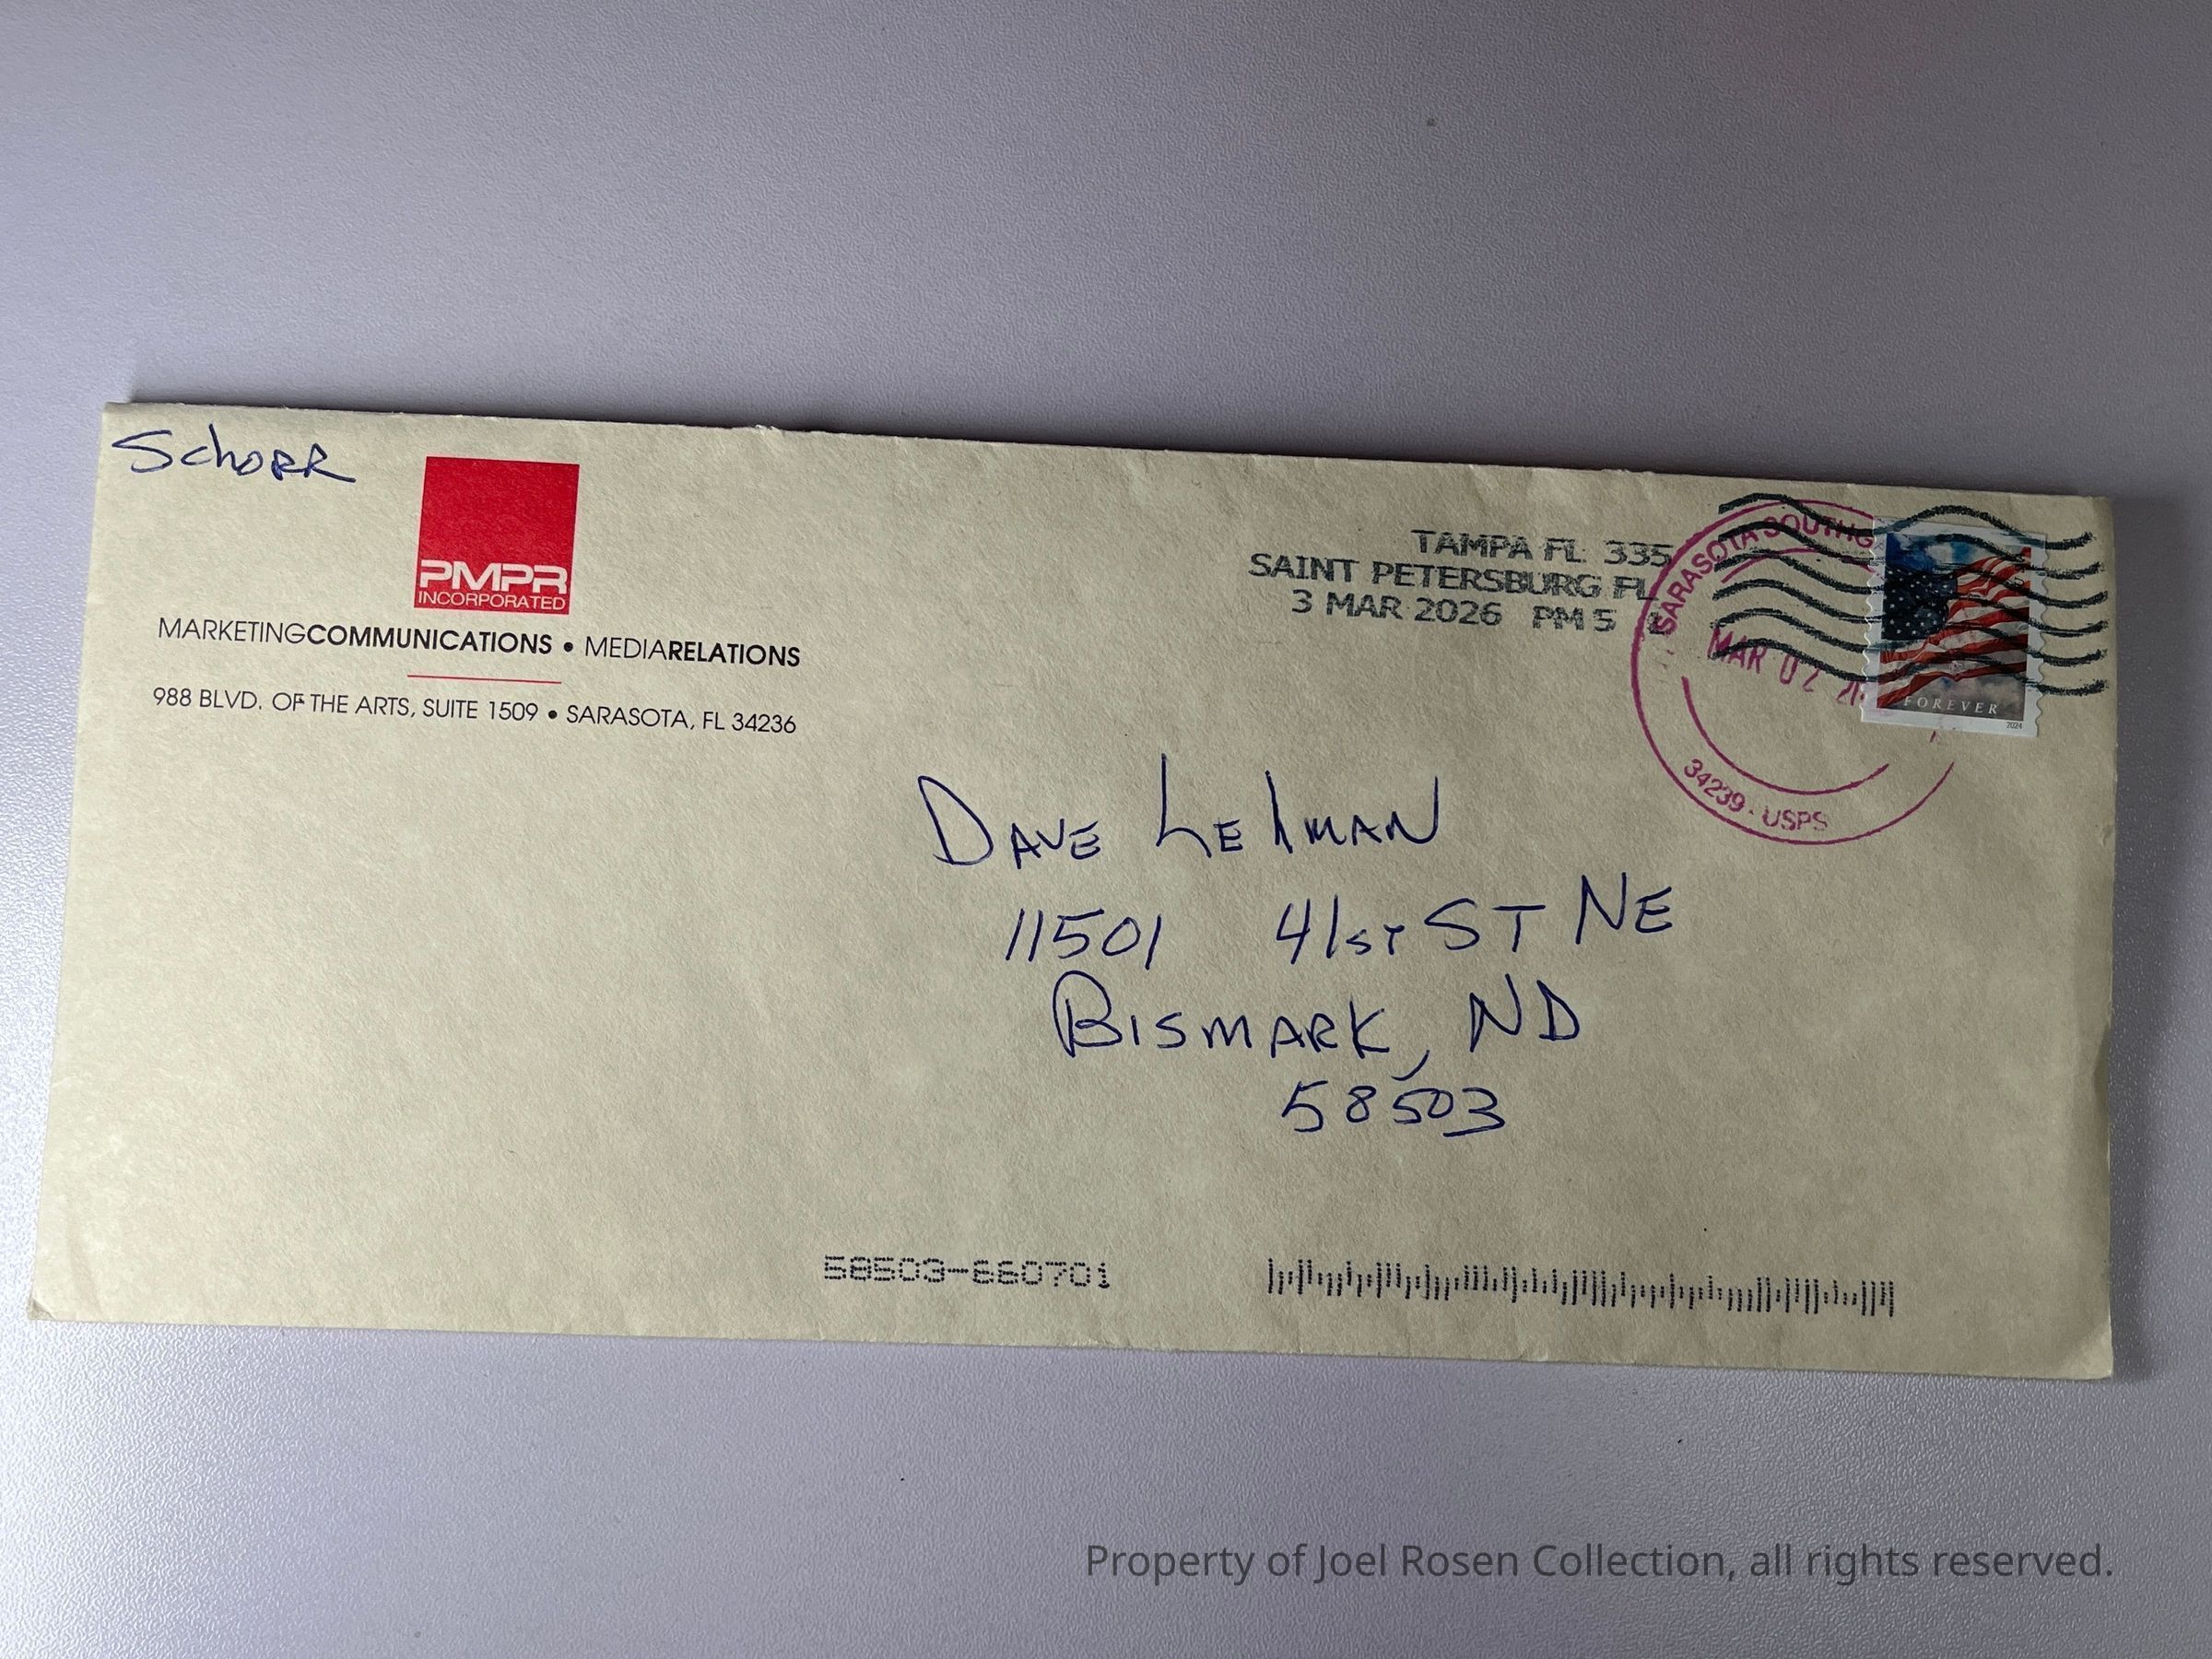 Schorr
PMPR
INCORPORATED
MARKETINGCOMMUNICATIONS • MEDIARELATIONS
988 BLVD. OF THE ARTS, SUITE 1509 • SARASOTA, FL 34236
TAMPA FL 335
SAINT PETERSBURG FL
3 MAR 2026 PM 5
SARASOTA SOUTHG
MAR 02
34239 - USPS
FOREVER
2024
DAVE LEhMAN
11501 41st ST NE
BISMARK, ND
58503
58503-660701
Property of Joel Rosen Collection, all rights reserved.